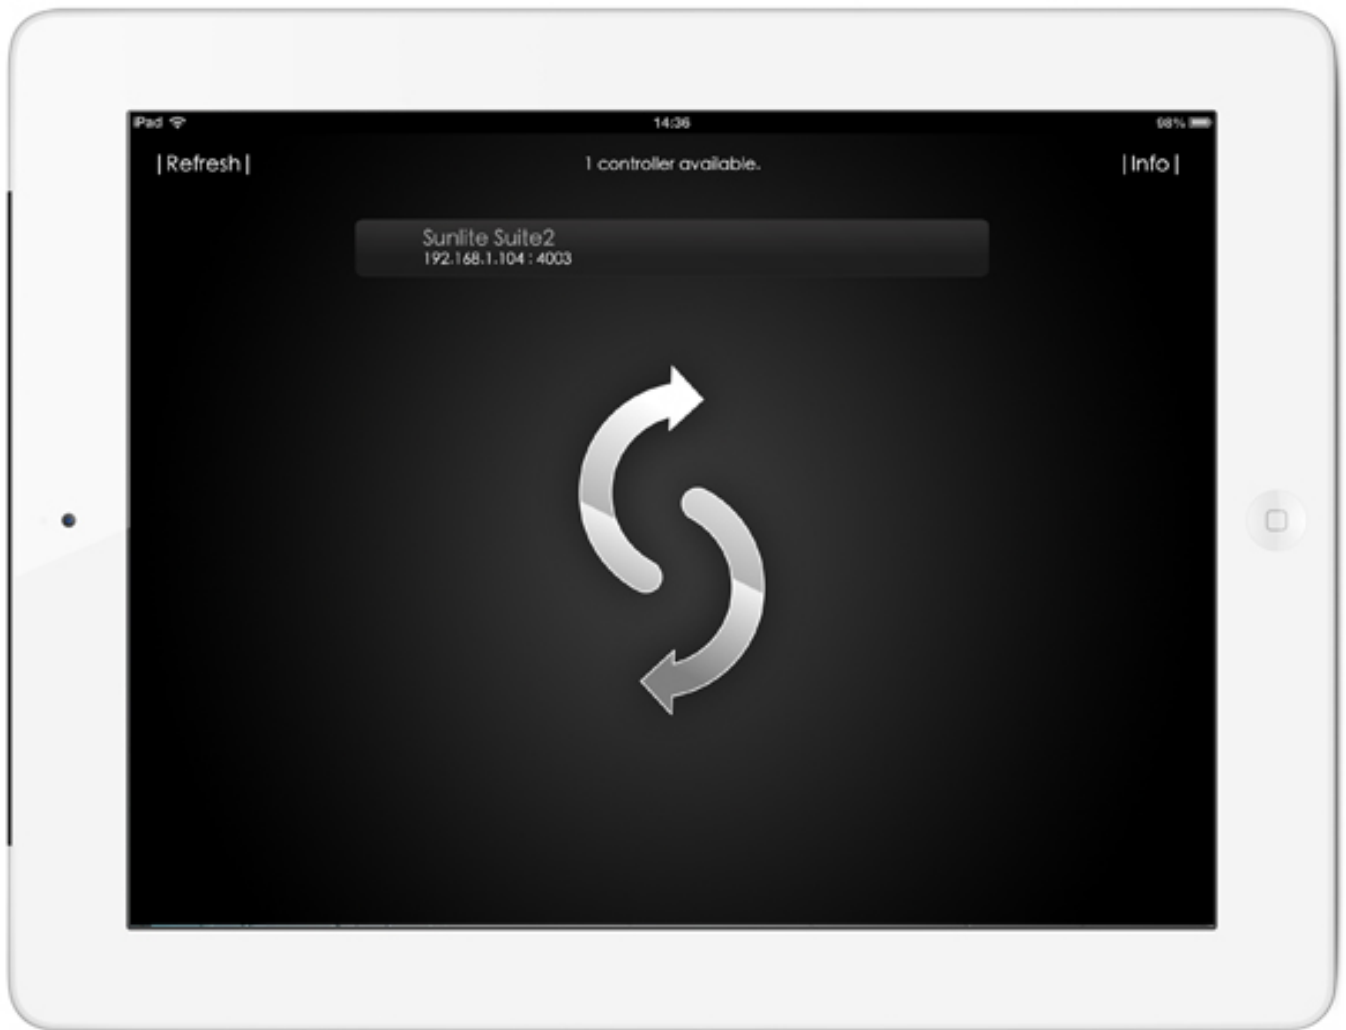 iPad 14:36 98%
|Refresh| 1 controller available. |Info|
Sunlite Suite2
192.168.1.104 : 4003